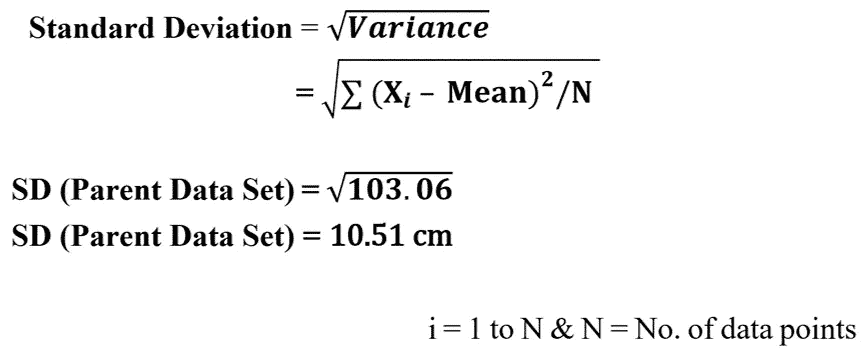 Standard Deviation = √Variance
= √∑ (Xᵢ – Mean)²/N
SD (Parent Data Set) = √103.06
SD (Parent Data Set) = 10.51 cm
i = 1 to N & N = No. of data points